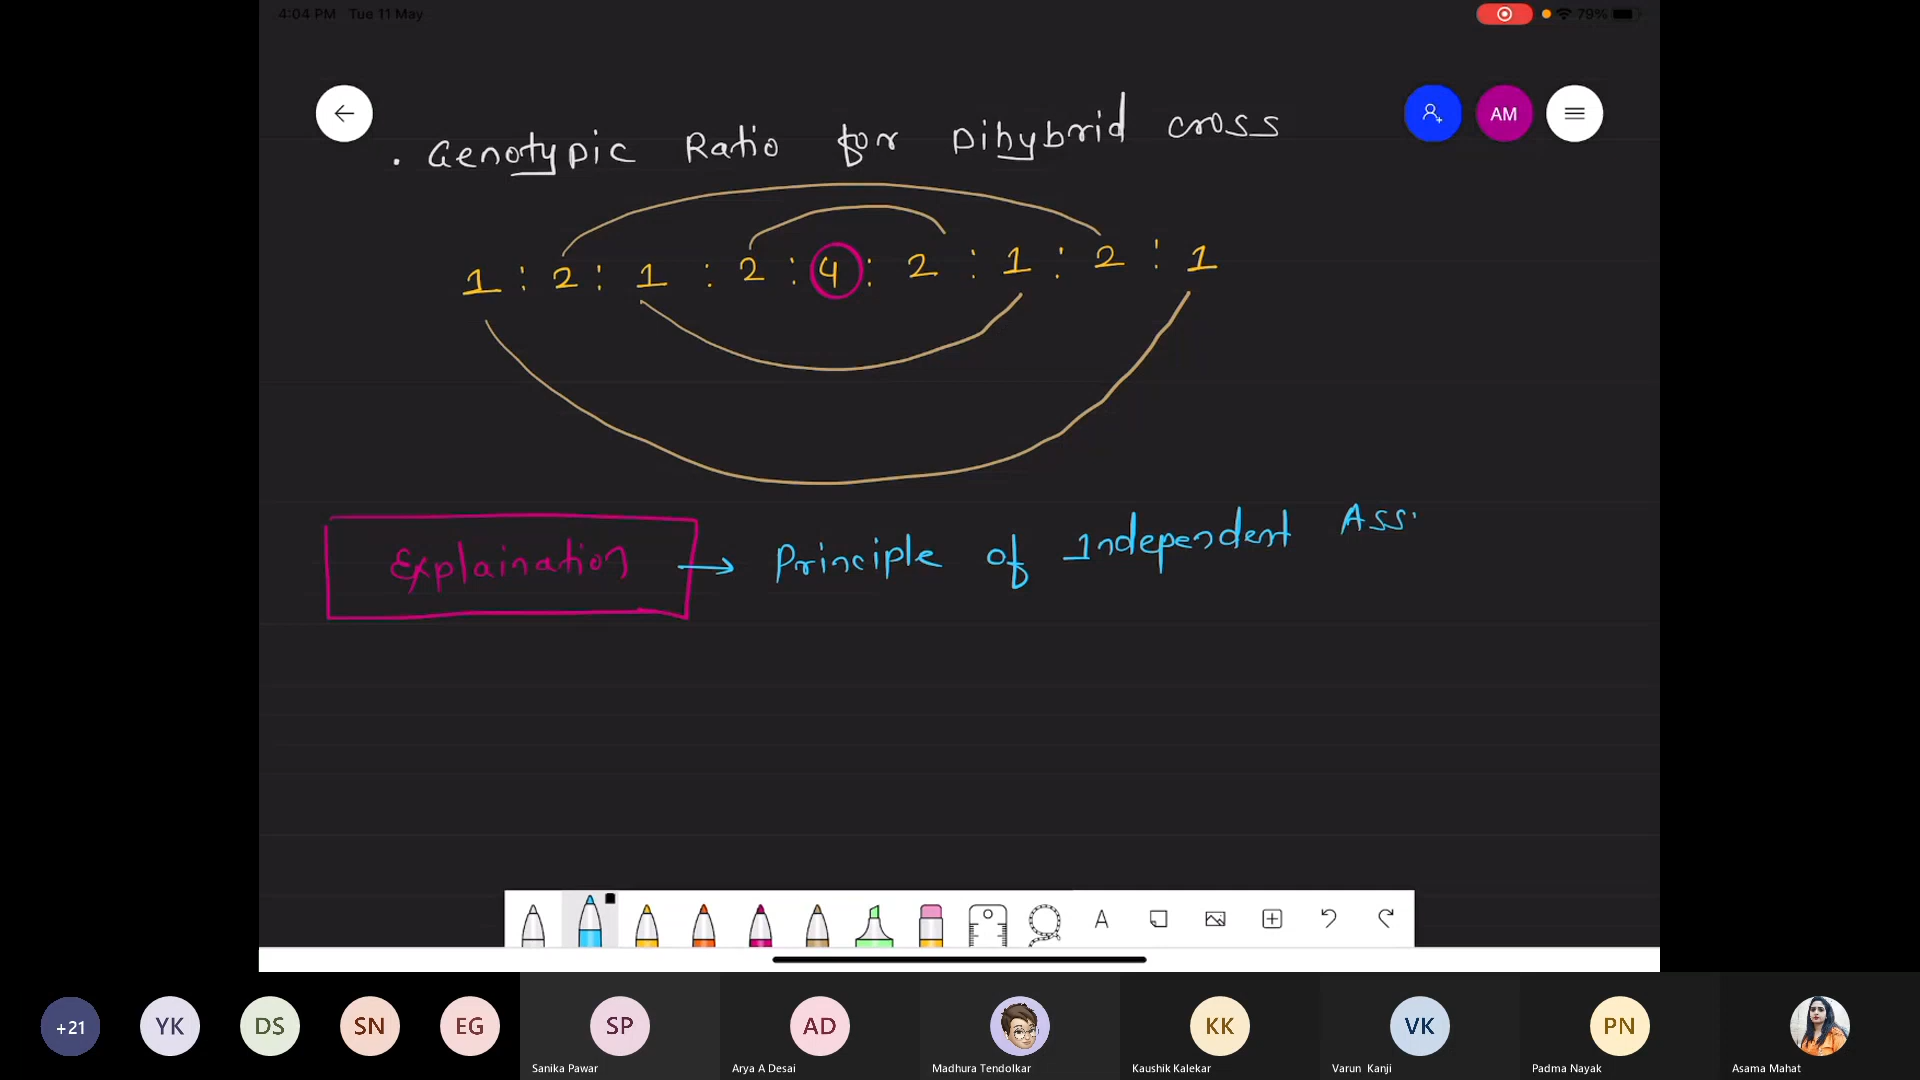 4:04 PM Tue 11 May
79%
AM
. Genotypic Ratio for Dihybrid cross
1 : 2 : 1 : 2 : 4 : 2 : 1 : 2 : 1
Explaination → Principle of Independent Ass
A
+21 YK DS SN EG SP AD KK VK PN
Sanika Pawar Arya A Desai Madhura Tendolkar Kaushik Kalekar Varun Kanji Padma Nayak Asama Mahat